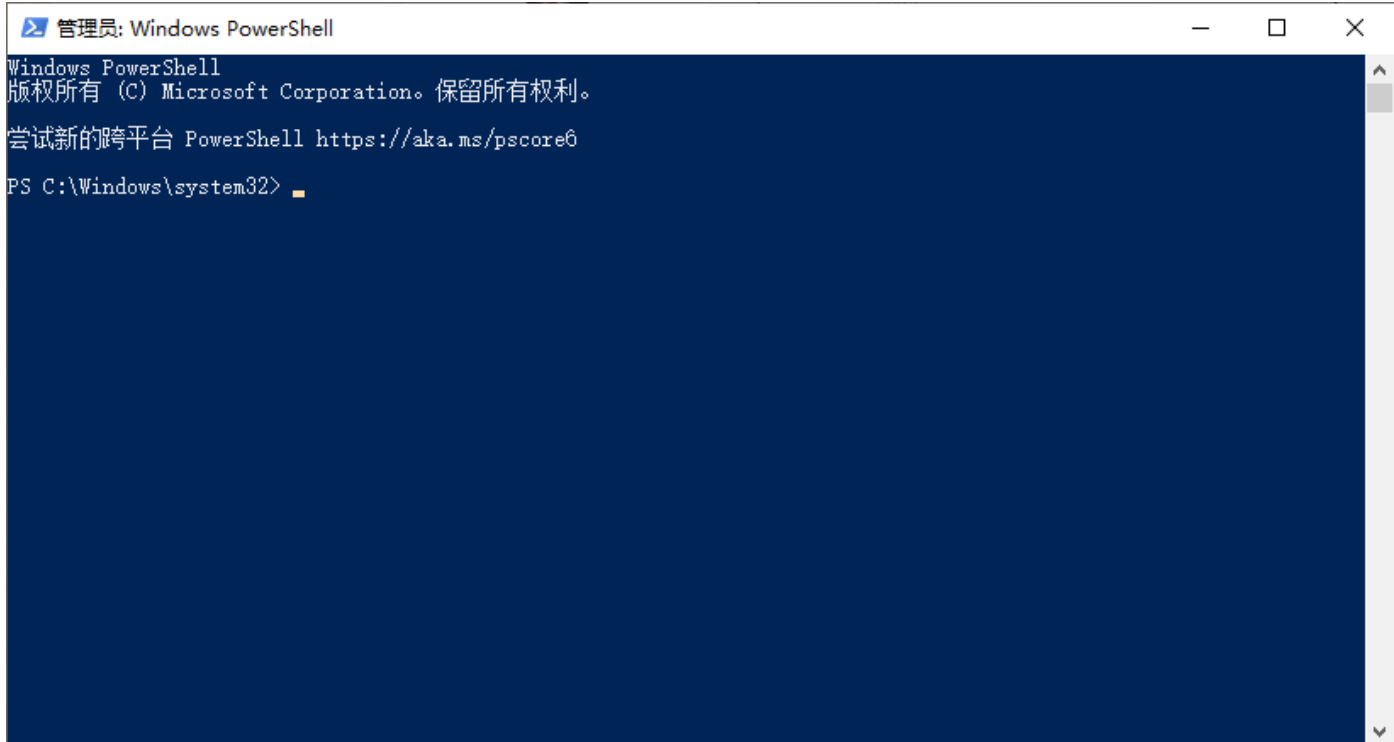 管理员: Windows PowerShell
Windows PowerShell
版权所有 (C) Microsoft Corporation。保留所有权利。
尝试新的跨平台 PowerShell https://aka.ms/pscore6
PS C:\Windows\system32>